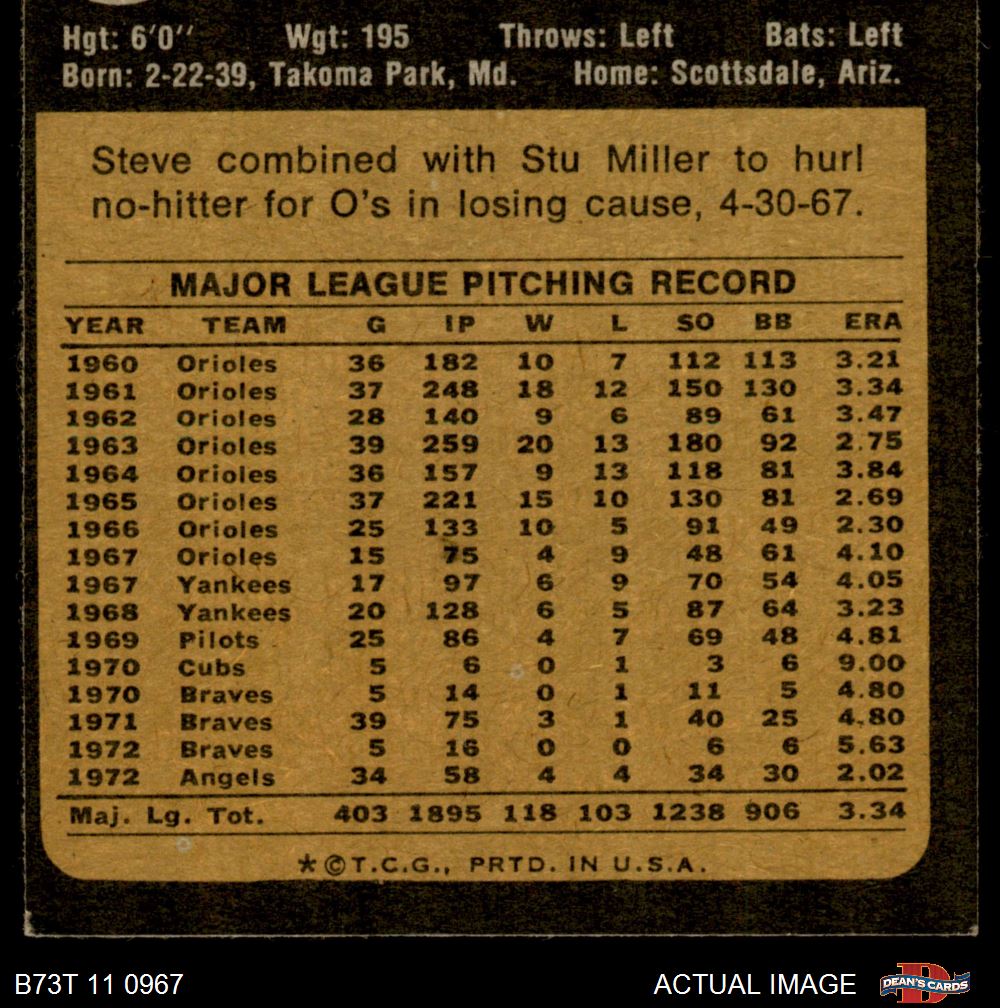 Hgt: 6'0'' Wgt: 195 Throws: Left Bats: Left
Born: 2-22-39, Takoma Park, Md. Home: Scottsdale, Ariz.
Steve combined with Stu Miller to hurl
no-hitter for O's in losing cause, 4-30-67.
MAJOR LEAGUE PITCHING RECORD
YEAR TEAM G IP W L SO BB ERA
1960 Orioles 36 182 10 7 112 113 3.21
1961 Orioles 37 248 18 12 150 130 3.34
1962 Orioles 28 140 9 6 89 61 3.47
1963 Orioles 39 259 20 13 180 92 2.75
1964 Orioles 36 157 9 13 118 81 3.84
1965 Orioles 37 221 15 10 130 81 2.69
1966 Orioles 25 133 10 5 91 49 2.30
1967 Orioles 15 75 4 9 48 61 4.10
1967 Yankees 17 97 6 9 70 54 4.05
1968 Yankees 20 128 6 5 87 64 3.23
1969 Pilots 25 86 4 7 69 48 4.81
1970 Cubs 5 6 0 1 3 6 9.00
1970 Braves 5 14 0 1 11 5 4.80
1971 Braves 39 75 3 1 40 25 4.80
1972 Braves 5 16 0 0 6 6 5.63
1972 Angels 34 58 4 4 34 30 2.02
Maj. Lg. Tot. 403 1895 118 103 1238 906 3.34
*©T.C.G., PRTD. IN U.S.A.
B73T 11 0967 ACTUAL IMAGE DEAN'S CARDS